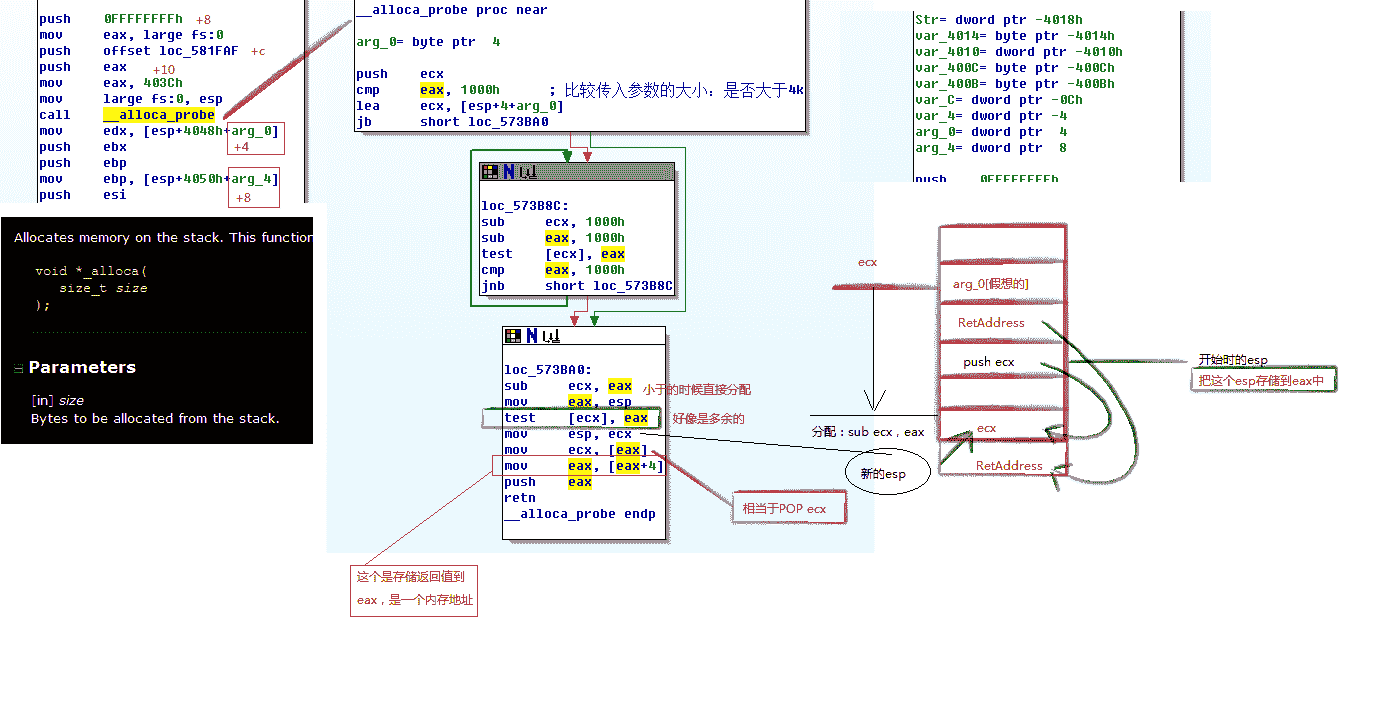 push 0FFFFFFFFh +8
mov eax, large fs:0
push offset loc_581FAF +c
push eax
+10
mov eax, 403Ch
mov large fs:0, esp
call __alloca_probe
mov edx, [esp+4048h+arg_0]
push ebx
+4
push ebp
mov ebp, [esp+4050h+arg_4]
push esi
+8
Allocates memory on the stack. This function
void *_alloca(
size_t size
);
Parameters
[in] size
Bytes to be allocated from the stack.
__alloca_probe proc near
arg_0= byte ptr 4
push ecx
cmp eax, 1000h ; 比较传入参数的大小：是否大于4k
lea ecx, [esp+4+arg_0]
jb short loc_573BA0
loc_573B8C:
sub ecx, 1000h
sub eax, 1000h
test [ecx], eax
cmp eax, 1000h
jnb short loc_573B8C
loc_573BA0:
sub ecx, eax
小于的时候直接分配
mov eax, esp
test [ecx], eax
好像是多余的
mov esp, ecx
mov ecx, [eax]
mov eax, [eax+4]
push eax
retn
__alloca_probe endp
相当于POP ecx
这个是存储返回值到
eax，是一个内存地址
Str= dword ptr -4018h
var_4014= byte ptr -4014h
var_4010= dword ptr -4010h
var_400C= byte ptr -400Ch
var_400B= byte ptr -400Bh
var_C= dword ptr -0Ch
var_4= dword ptr -4
arg_0= dword ptr 4
arg_4= dword ptr 8
push 0FFFFFFFFh
ecx
arg_0[假想的]
RetAddress
push ecx
开始时的esp
把这个esp存储到eax中
分配：sub ecx，eax
ecx
新的esp
RetAddress